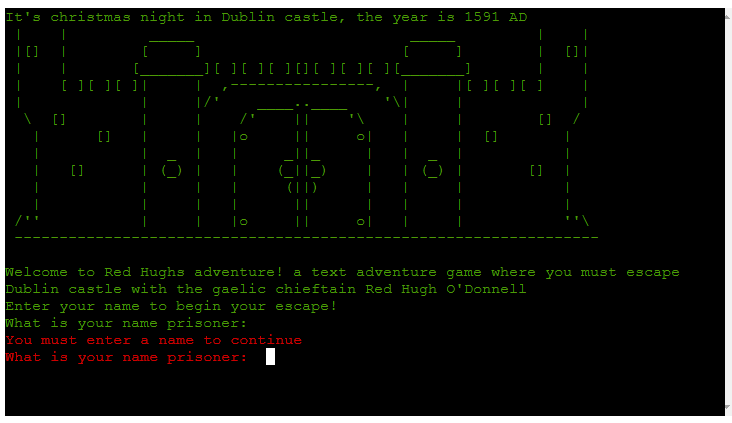 It's christmas night in Dublin castle, the year is 1591 AD
Welcome to Red Hughs adventure! a text adventure game where you must escape
Dublin castle with the gaelic chieftain Red Hugh O'Donnell
Enter your name to begin your escape!
What is your name prisoner:
You must enter a name to continue
What is your name prisoner: